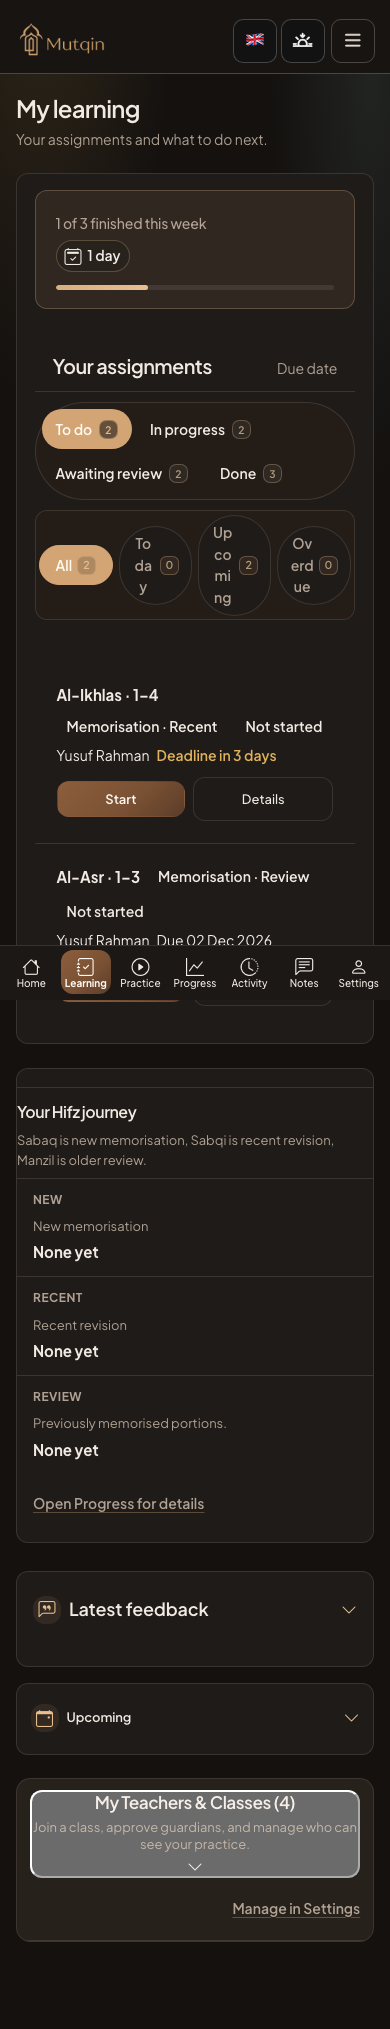 Mutqin
My learning
Your assignments and what to do next.
1 of 3 finished this week
1 day
Your assignments Due date
To do 2 In progress 2
Awaiting review 2 Done 3
All 2
To
da
y
0
Up
co
mi
ng
2
Ov
erd
ue
0
Al-Ikhlas · 1–4
Memorisation · Recent Not started
Yusuf Rahman Deadline in 3 days
Start Details
Al-Asr · 1–3 Memorisation · Review
Not started
Yusuf Rahman Due 02 Dec 2026
Home Learning Practice Progress Activity Notes Settings
Your Hifz journey
Sabaq is new memorisation, Sabqi is recent revision,
Manzil is older review.
NEW
New memorisation
None yet
RECENT
Recent revision
None yet
REVIEW
Previously memorised portions.
None yet
Open Progress for details
Latest feedback
Upcoming
My Teachers & Classes (4)
Join a class, approve guardians, and manage who can
see your practice.
Manage in Settings